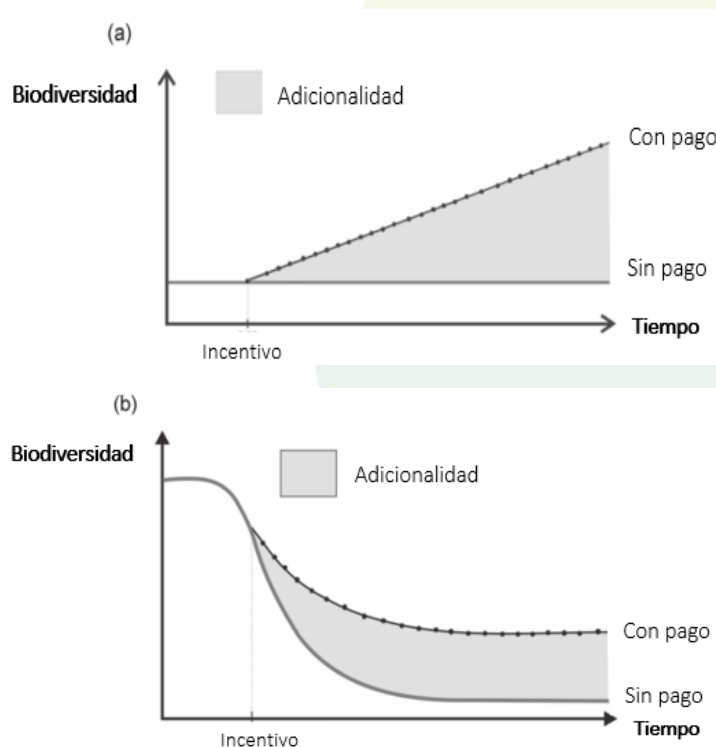 (a)
Biodiversidad
Adicionalidad
Con pago
Sin pago
Tiempo
Incentivo
(b)
Biodiversidad
Adicionalidad
Con pago
Sin pago
Tiempo
Incentivo